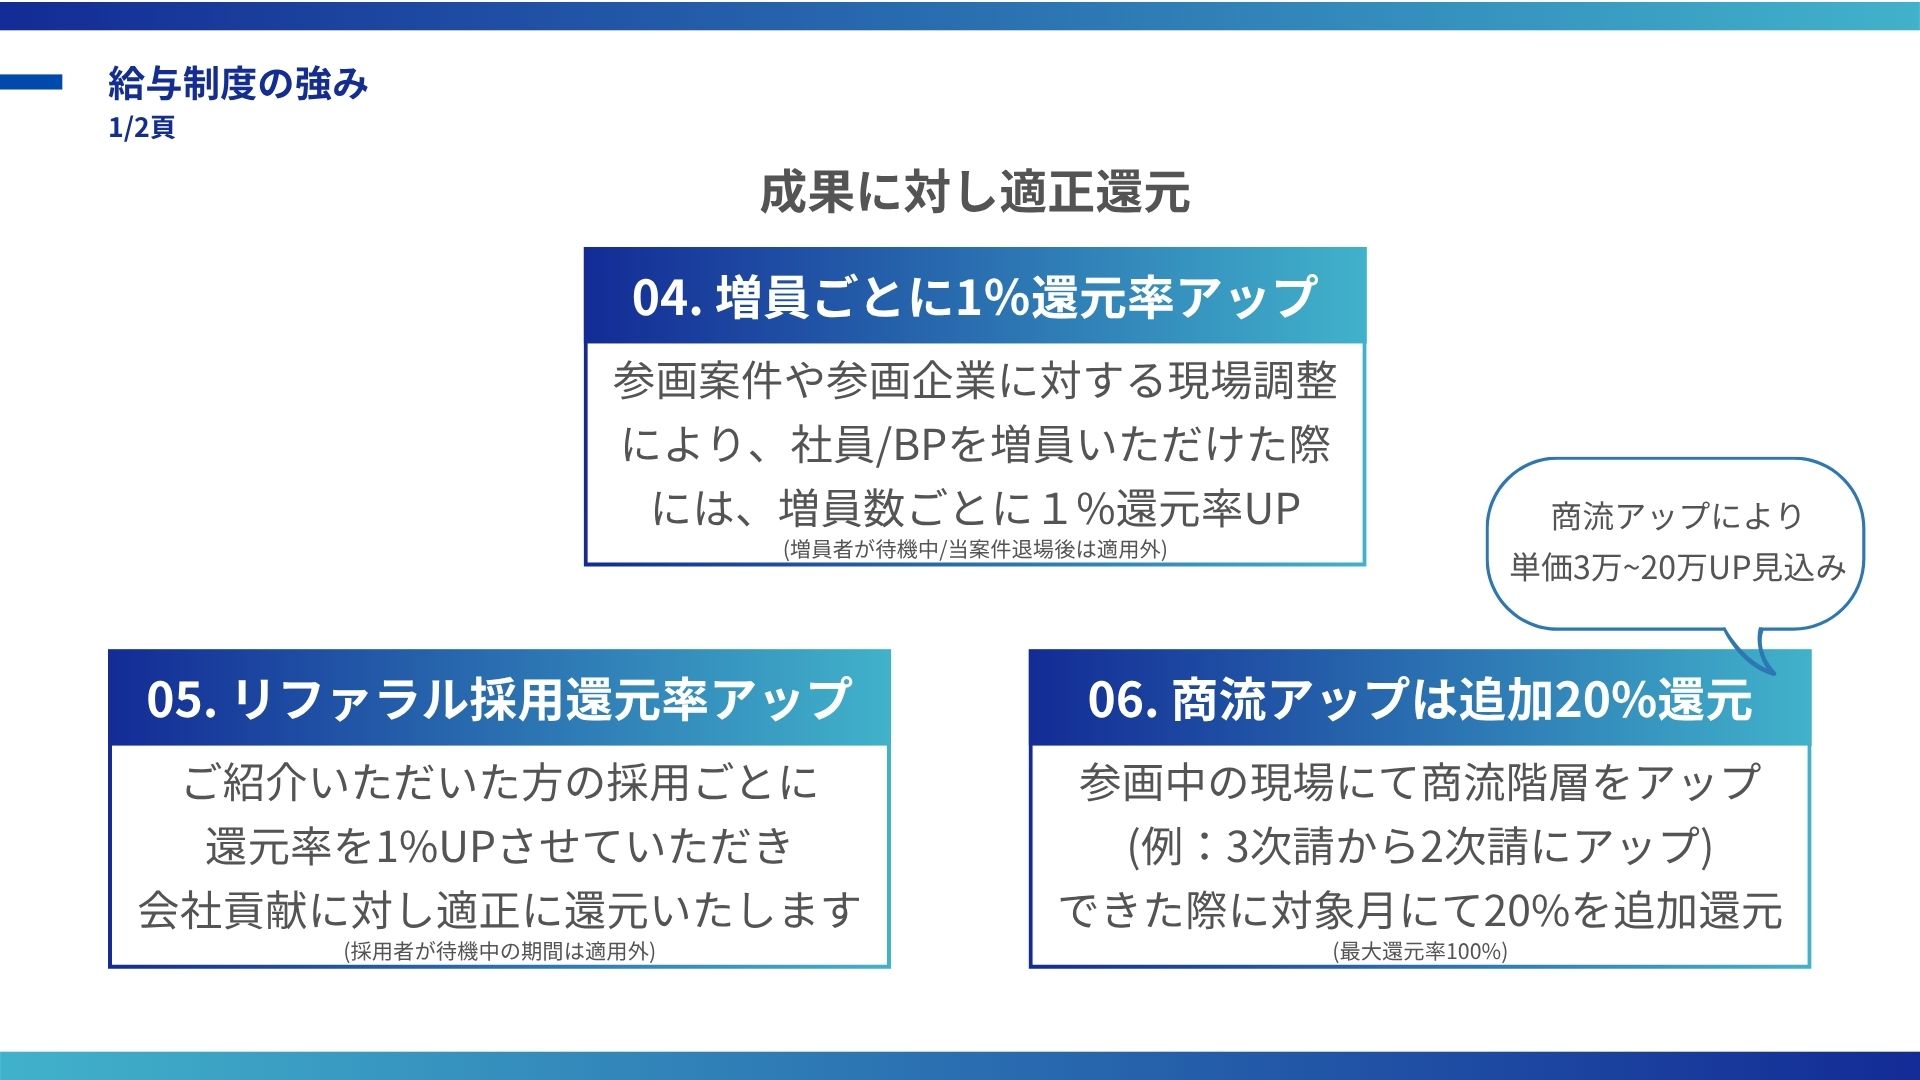 給与制度の強み
1/2頁
成果に対し適正還元
04. 増員ごとに1%還元率アップ
参画案件や参画企業に対する現場調整
により、社員/BPを増員いただけた際
には、増員数ごとに１%還元率UP
(増員者が待機中/当案件退場後は適用外)
商流アップにより
単価3万~20万UP見込み
05. リファラル採用還元率アップ
ご紹介いただいた方の採用ごとに
還元率を1%UPさせていただき
会社貢献に対し適正に還元いたします
(採用者が待機中の期間は適用外)
06. 商流アップは追加20%還元
参画中の現場にて商流階層をアップ
(例：3次請から2次請にアップ)
できた際に対象月にて20%を追加還元
(最大還元率100%)